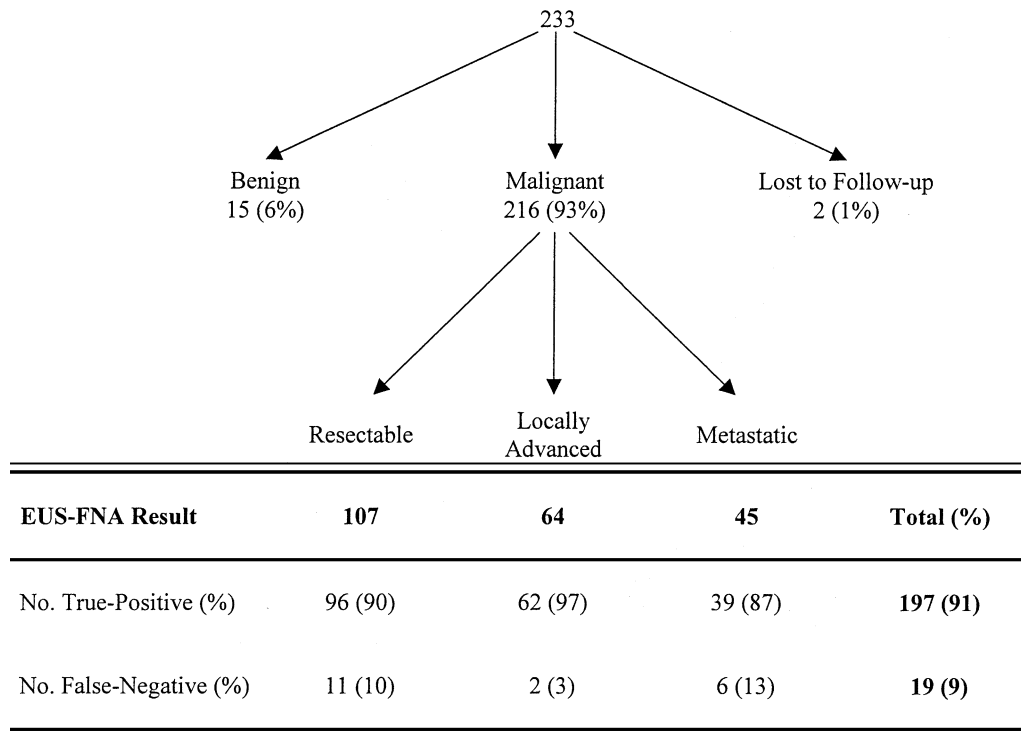 233
Benign Malignant Lost to Follow-up
15 (6%) 216 (93%) 2 (1%)
Resectable Locally Advanced Metastatic
EUS-FNA Result 107 64 45 Total (%)
No. True-Positive (%) 96 (90) 62 (97) 39 (87) 197 (91)
No. False-Negative (%) 11 (10) 2 (3) 6 (13) 19 (9)